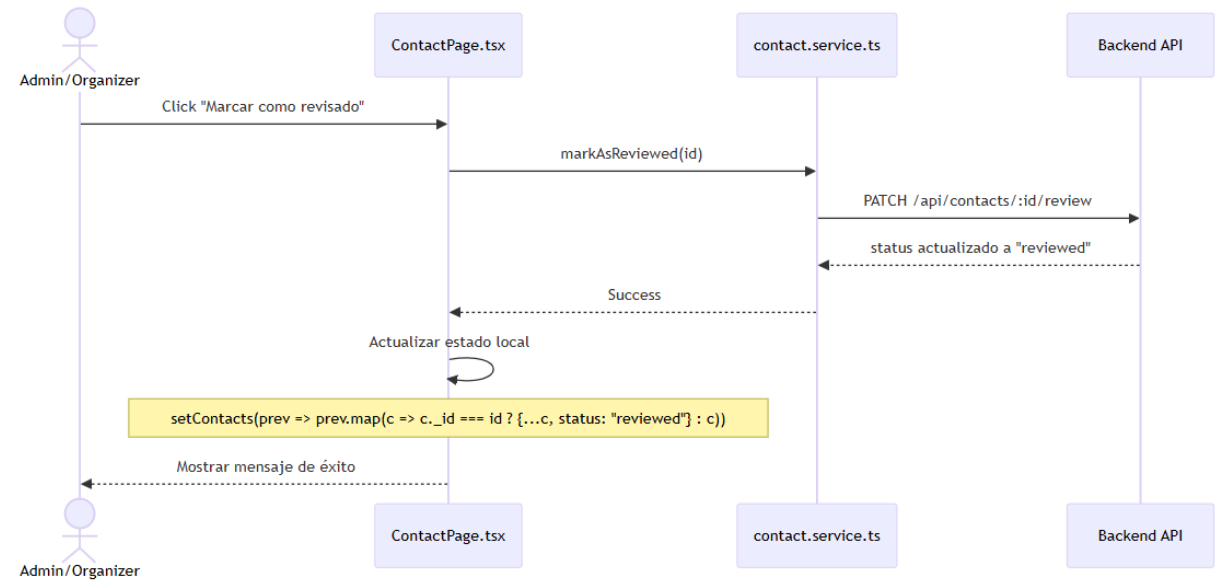 Admin/Organizer
ContactPage.tsx
contact.service.ts
Backend API
Click "Marcar como revisado"
markAsReviewed(id)
PATCH /api/contacts/:id/review
status actualizado a "reviewed"
Success
Actualizar estado local
setContacts(prev => prev.map(c => c._id === id ? {...c, status: "reviewed"} : c))
Mostrar mensaje de éxito
Admin/Organizer
ContactPage.tsx
contact.service.ts
Backend API